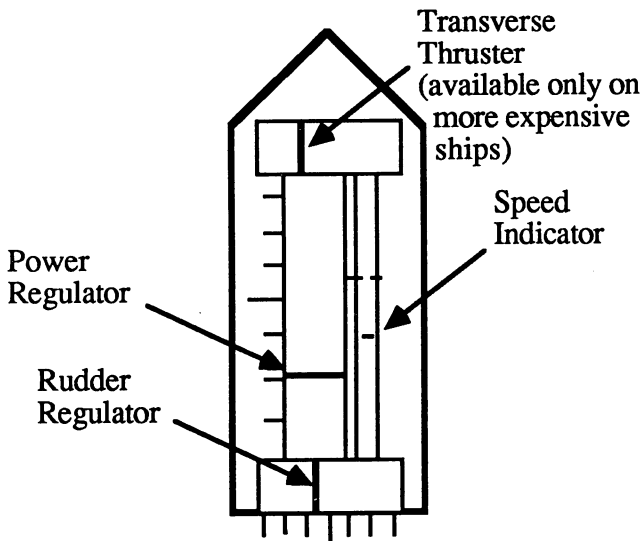 Transverse
Thruster
(available only on
more expensive
ships)
Speed
Indicator
Power
Regulator
Rudder
Regulator